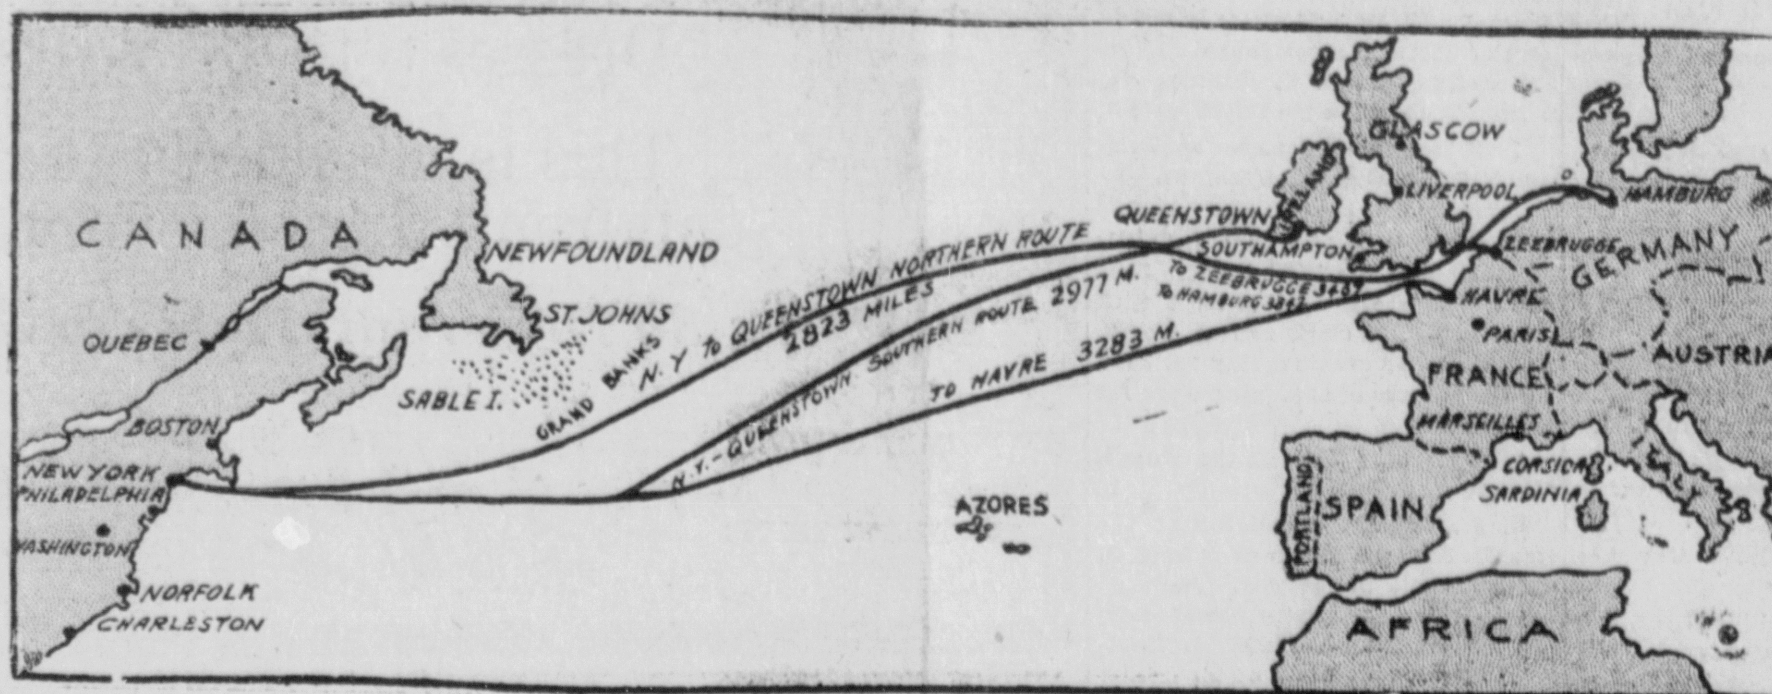 CANADA
NEWFOUNDLAND
ST. JOHNS
QUEBEC
SABLE I.
GRAND BANKS
BOSTON
NEW YORK
PHILADELPHIA
WASHINGTON
NORFOLK
CHARLESTON
N.Y TO QUEENSTOWN NORTHERN ROUTE
2823 MILES
N.Y.-QUEENSTOWN SOUTHERN ROUTE 2977 M.
TO HAVRE 3283 M.
AZORES
GLASCOW
IRELAND
LIVERPOOL
QUEENSTOWN
SOUTHAMPTON
TO ZEEBRUGGE
TO HAMBURG
HAMBURG
ZEEBRUGGE
GERMANY
HAVRE
PARIS
AUSTRIA
FRANCE
MARSEILLES
CORSICA
SARDINIA
ITALY
PORTLAND
SPAIN
AFRICA